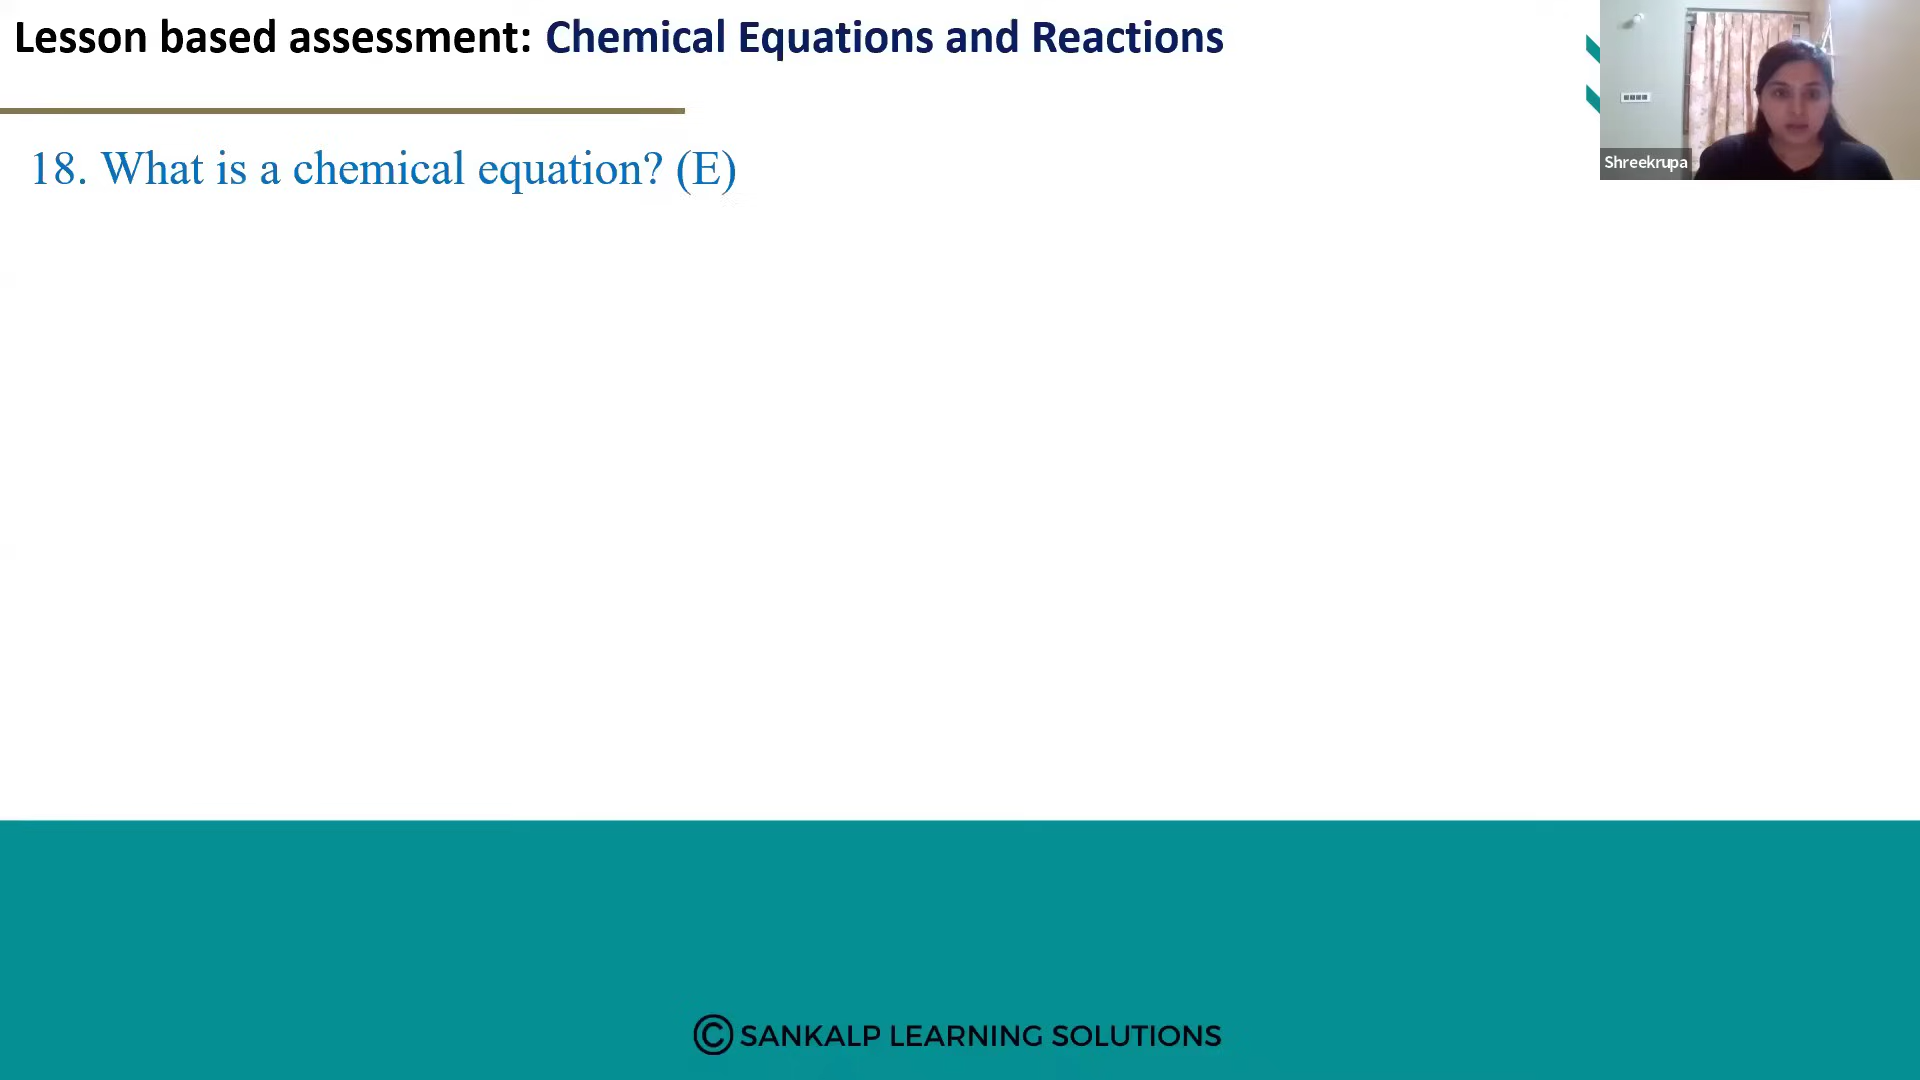 Lesson based assessment: Chemical Equations and Reactions
Shreekrupa
18. What is a chemical equation? (E)
© SANKALP LEARNING SOLUTIONS